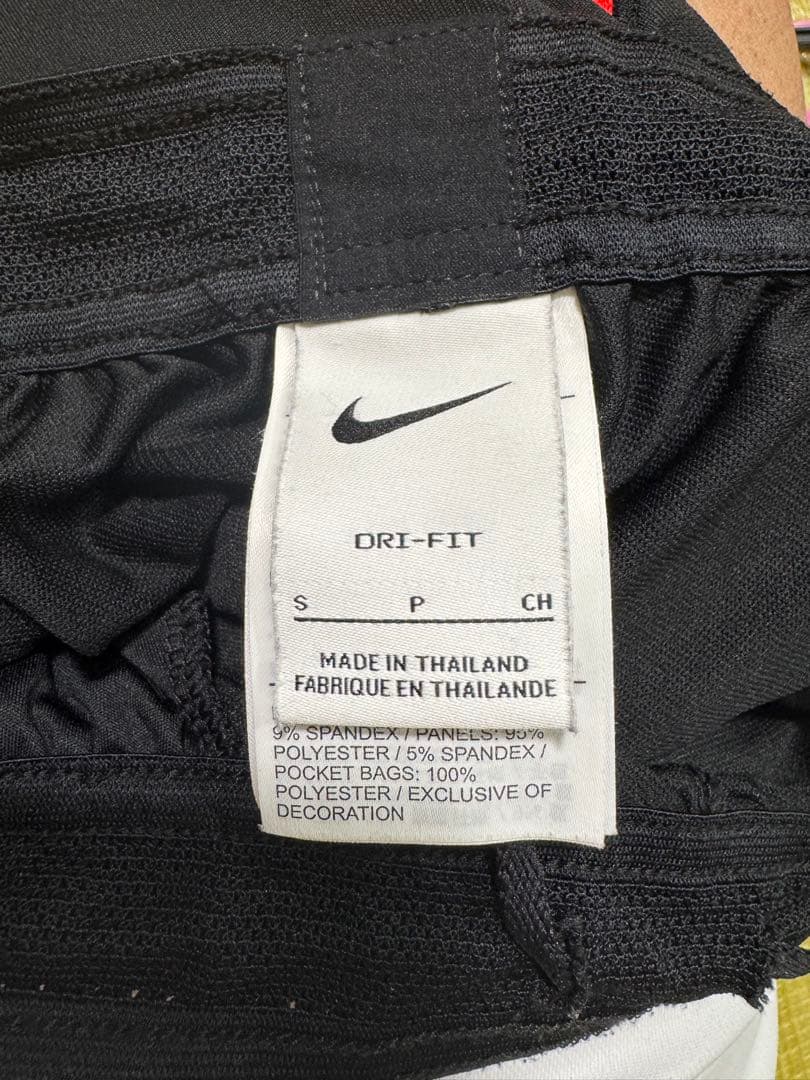 DRI-FIT
S P CH
MADE IN THAILAND
FABRIQUE EN THAILANDE
9% SPANDEX / PANELS: 95%
POLYESTER / 5% SPANDEX /
POCKET BAGS: 100%
POLYESTER / EXCLUSIVE OF
DECORATION